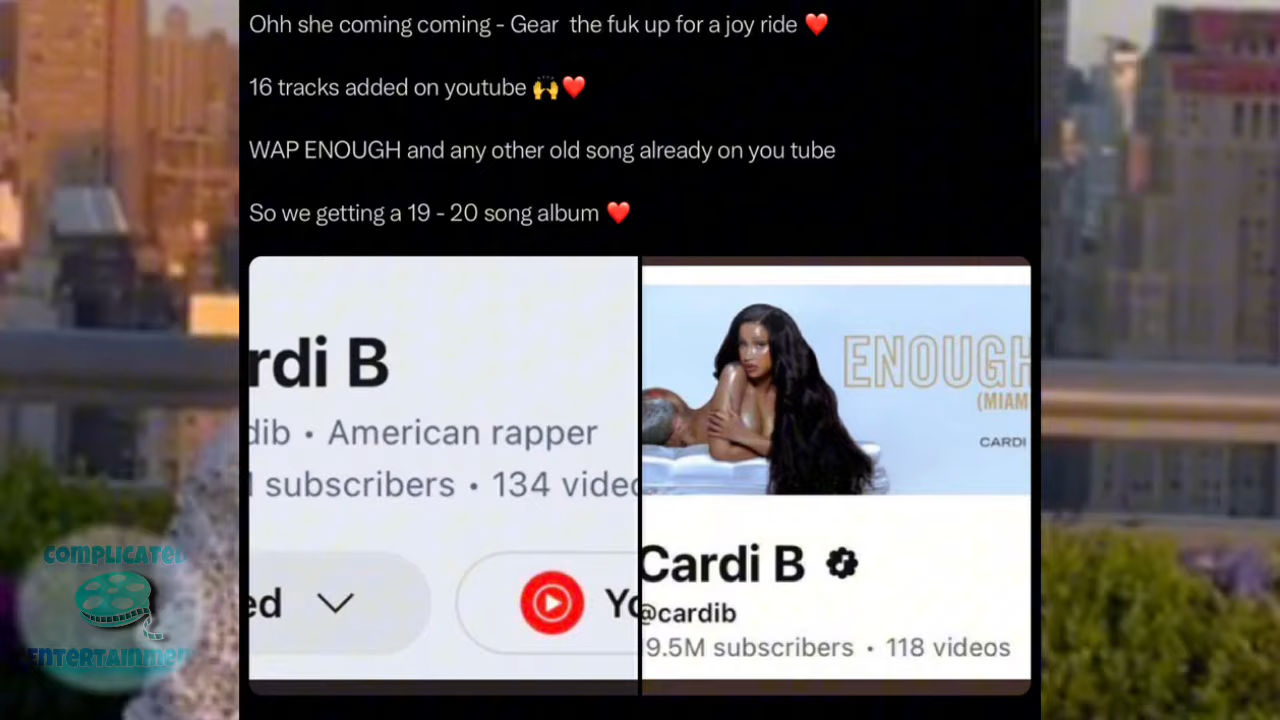 Ohh she coming coming - Gear the fuk up for a joy ride ❤️
16 tracks added on youtube 🙌❤️
WAP ENOUGH and any other old song already on you tube
So we getting a 19 - 20 song album ❤️
rdi B
dib • American rapper
subscribers • 134 video
ed
Yo
ENOUGH
(MIAM
CARDI
Cardi B
@cardib
9.5M subscribers • 118 videos
COMPLICATED
ENTERTAINMENT